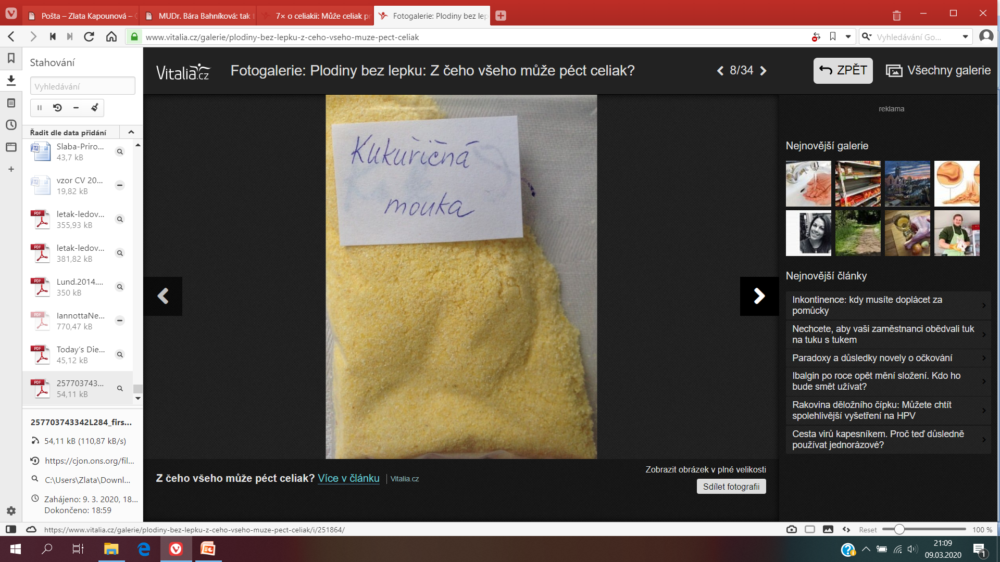 Pošta – Zlata Kapounová –
MUDr. Bára Bahníková: tak
7× o celiakii: Může celiak
Fotogalerie: Plodiny bez
www.vitalia.cz/galerie/plodiny-bez-lepku-z-ceho-vseho-muze-pect-celiak
Vyhledávání Go...
Stahování
Vyhledávání
Řadit dle data přidání
Slaba-Priro...
43,7 kB
vzor CV 20...
19,82 kB
letak-ledov...
355,93 kB
letak-ledov...
381,82 kB
Lund.2014....
350 kB
IannottaNe...
770,47 kB
Today's Die...
45,12 kB
257703743...
54,11 kB
257703743342L284_firs...
54,11 kB (110,87 kB/s)
https://cjon.ons.org/fil...
C:\Users\Zlata\Downl...
Zahájeno: 9. 3. 2020, 18...
Dokončeno: 18:59
Vitalia.cz
Fotogalerie: Plodiny bez lepku: Z čeho všeho může péct celiak?
8/34
ZPĚT
Všechny galerie
Kukuřičná
mouka
Z čeho všeho může péct celiak? Více v článku | Vitalia.cz
Zobrazit obrázek v plné velikosti
Sdílet fotografii
reklama
Nejnovější galerie
Nejnovější články
Inkontinence: kdy musíte doplácet za
pomůcky
Nechcete, aby vaši zaměstnanci obědvali tuk
na tuku s tukem
Paradoxy a důsledky novely o očkování
Ibalgin po roce opět mění složení. Kdo ho
bude smět užívat?
Rakovina děložního čípku: Můžete chtít
spolehlivější vyšetření na HPV
Cesta virů kapesníkem. Proč teď důsledně
používat jednorázové?
https://www.vitalia.cz/galerie/plodiny-bez-lepku-z-ceho-vseho-muze-pect-celiak/i/251864/
Reset
100 %
21:09
09.03.2020
1